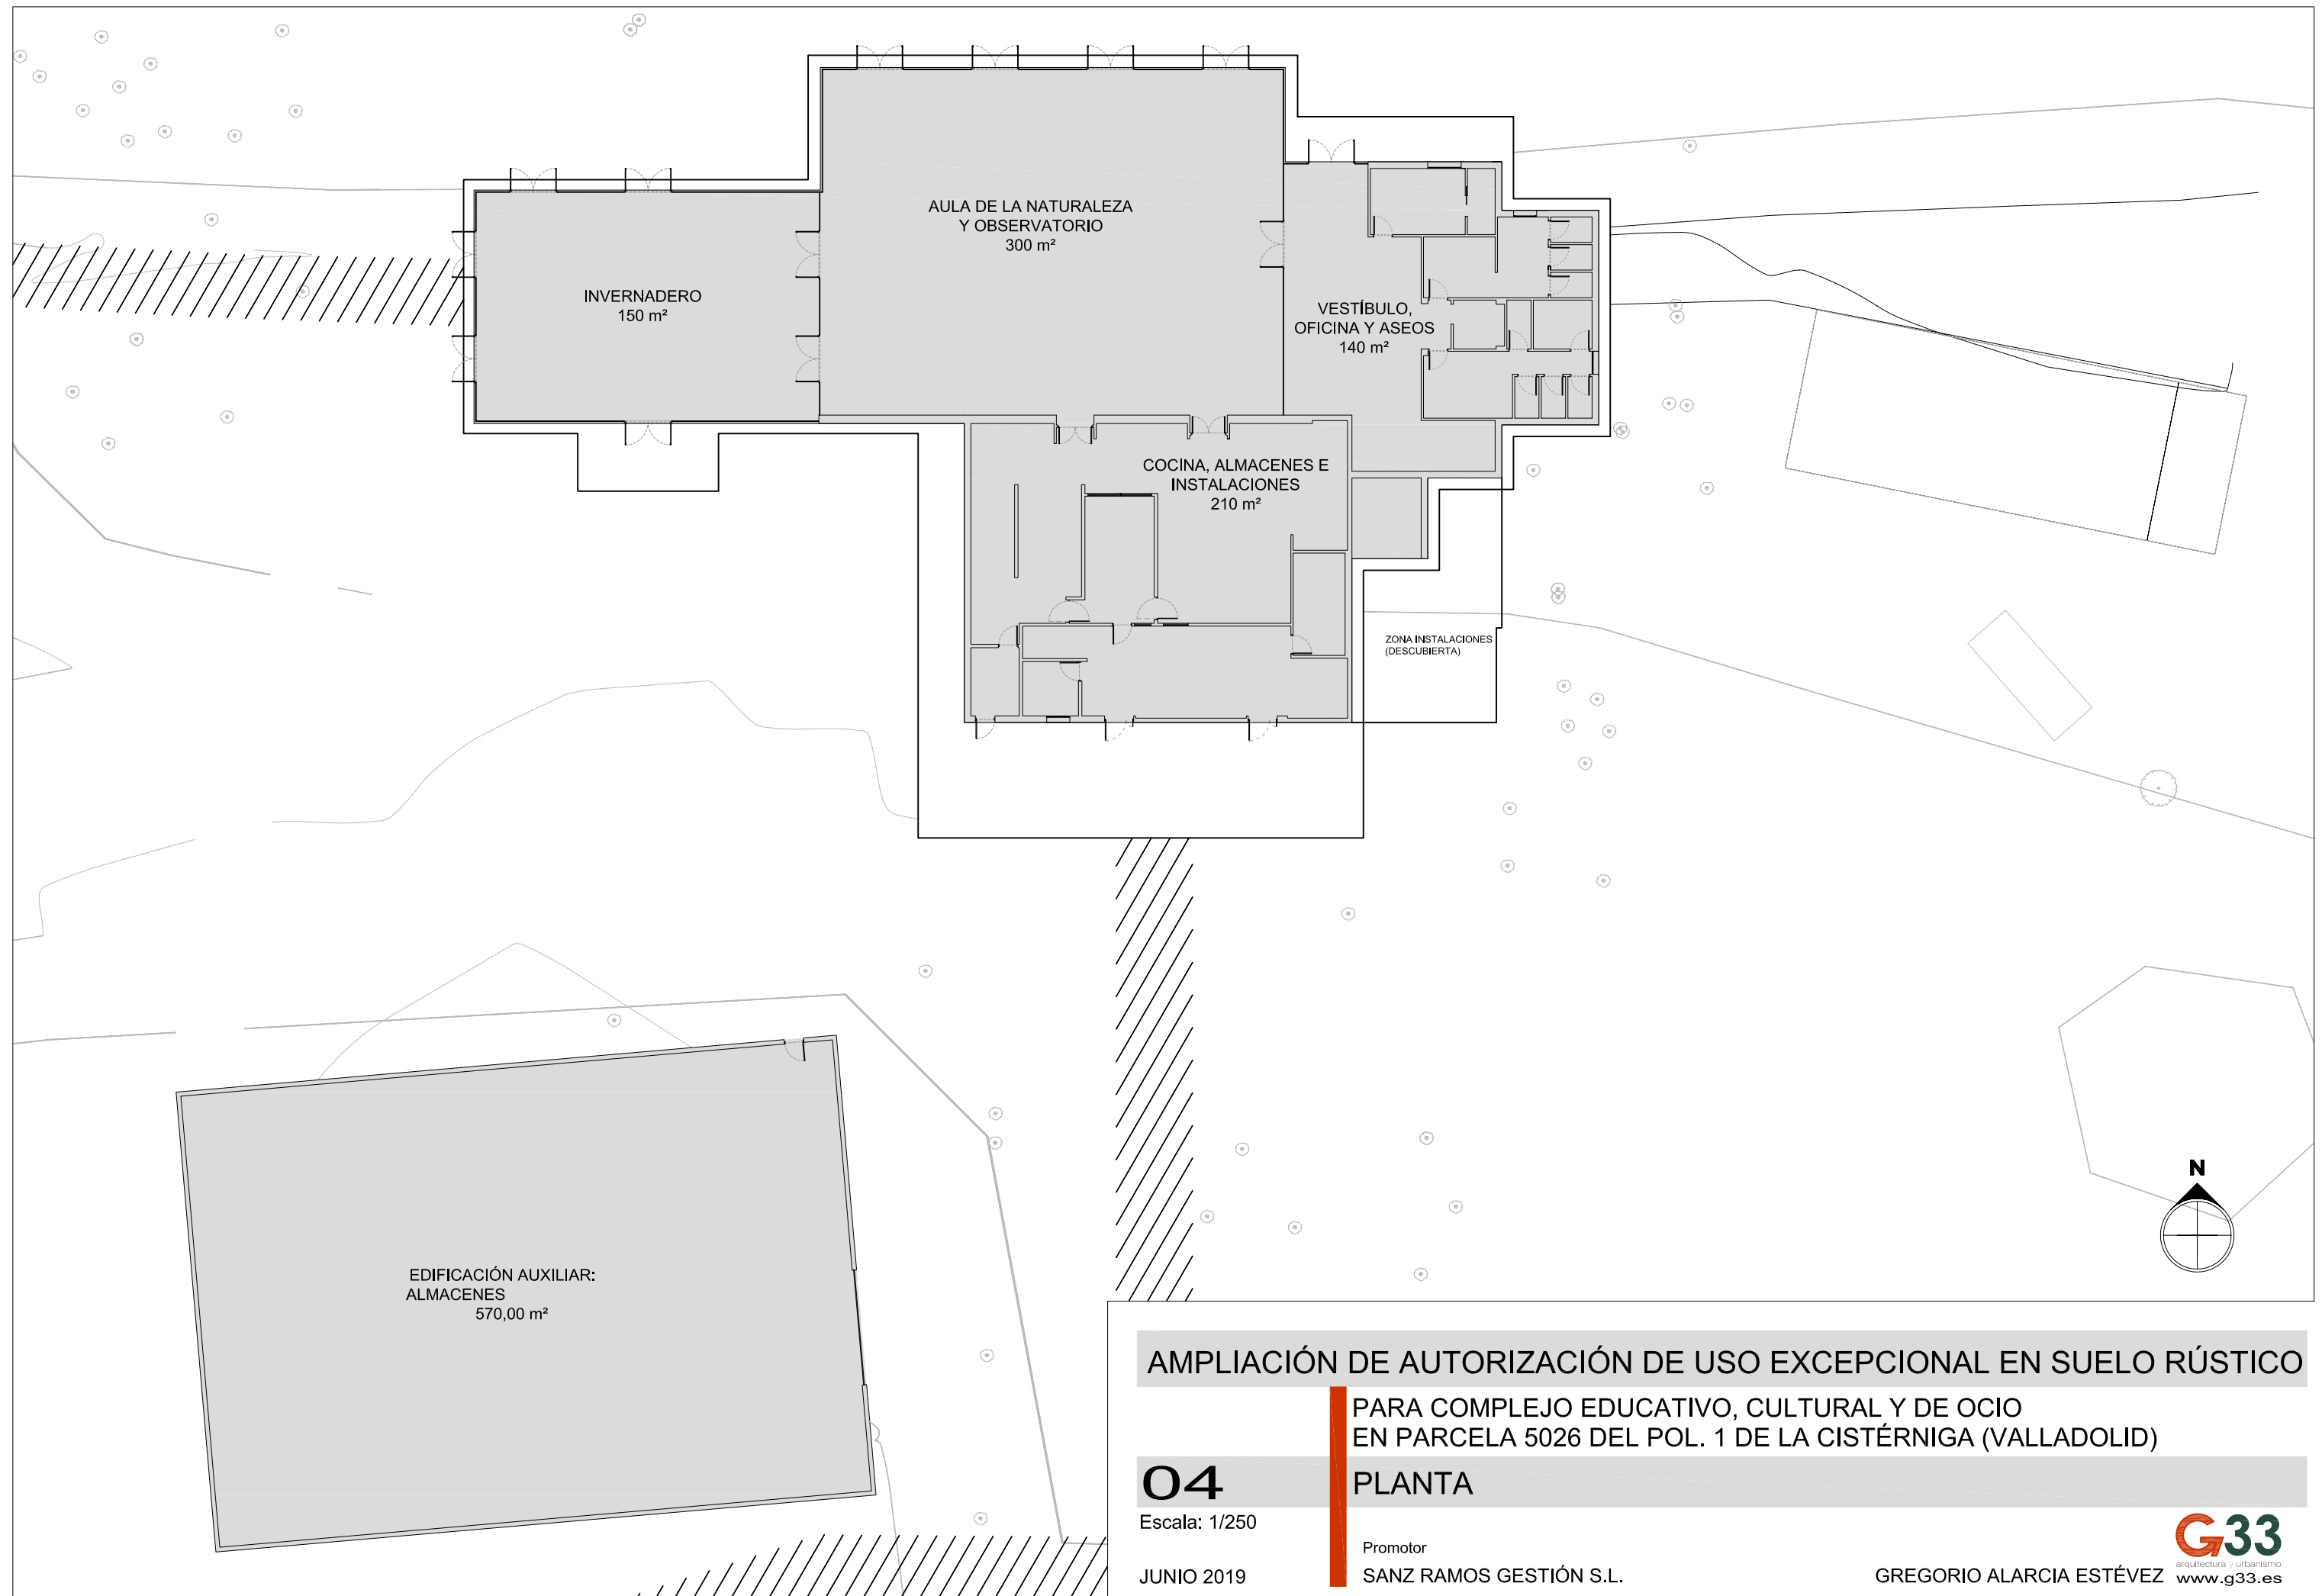 AULA DE LA NATURALEZA
Y OBSERVATORIO
300 m²
INVERNADERO
150 m²
VESTÍBULO,
OFICINA Y ASEOS
140 m²
COCINA, ALMACENES E
INSTALACIONES
210 m²
ZONA INSTALACIONES
(DESCUBIERTA)
N
EDIFICACIÓN AUXILIAR:
ALMACENES
570,00 m²
AMPLIACIÓN DE AUTORIZACIÓN DE USO EXCEPCIONAL EN SUELO RÚSTICO
PARA COMPLEJO EDUCATIVO, CULTURAL Y DE OCIO
EN PARCELA 5026 DEL POL. 1 DE LA CISTÉRNIGA (VALLADOLID)
04
PLANTA
Escala: 1/250
Promotor
JUNIO 2019
SANZ RAMOS GESTIÓN S.L.
GREGORIO ALARCIA ESTÉVEZ
G33
arquitectura y urbanismo
www.g33.es